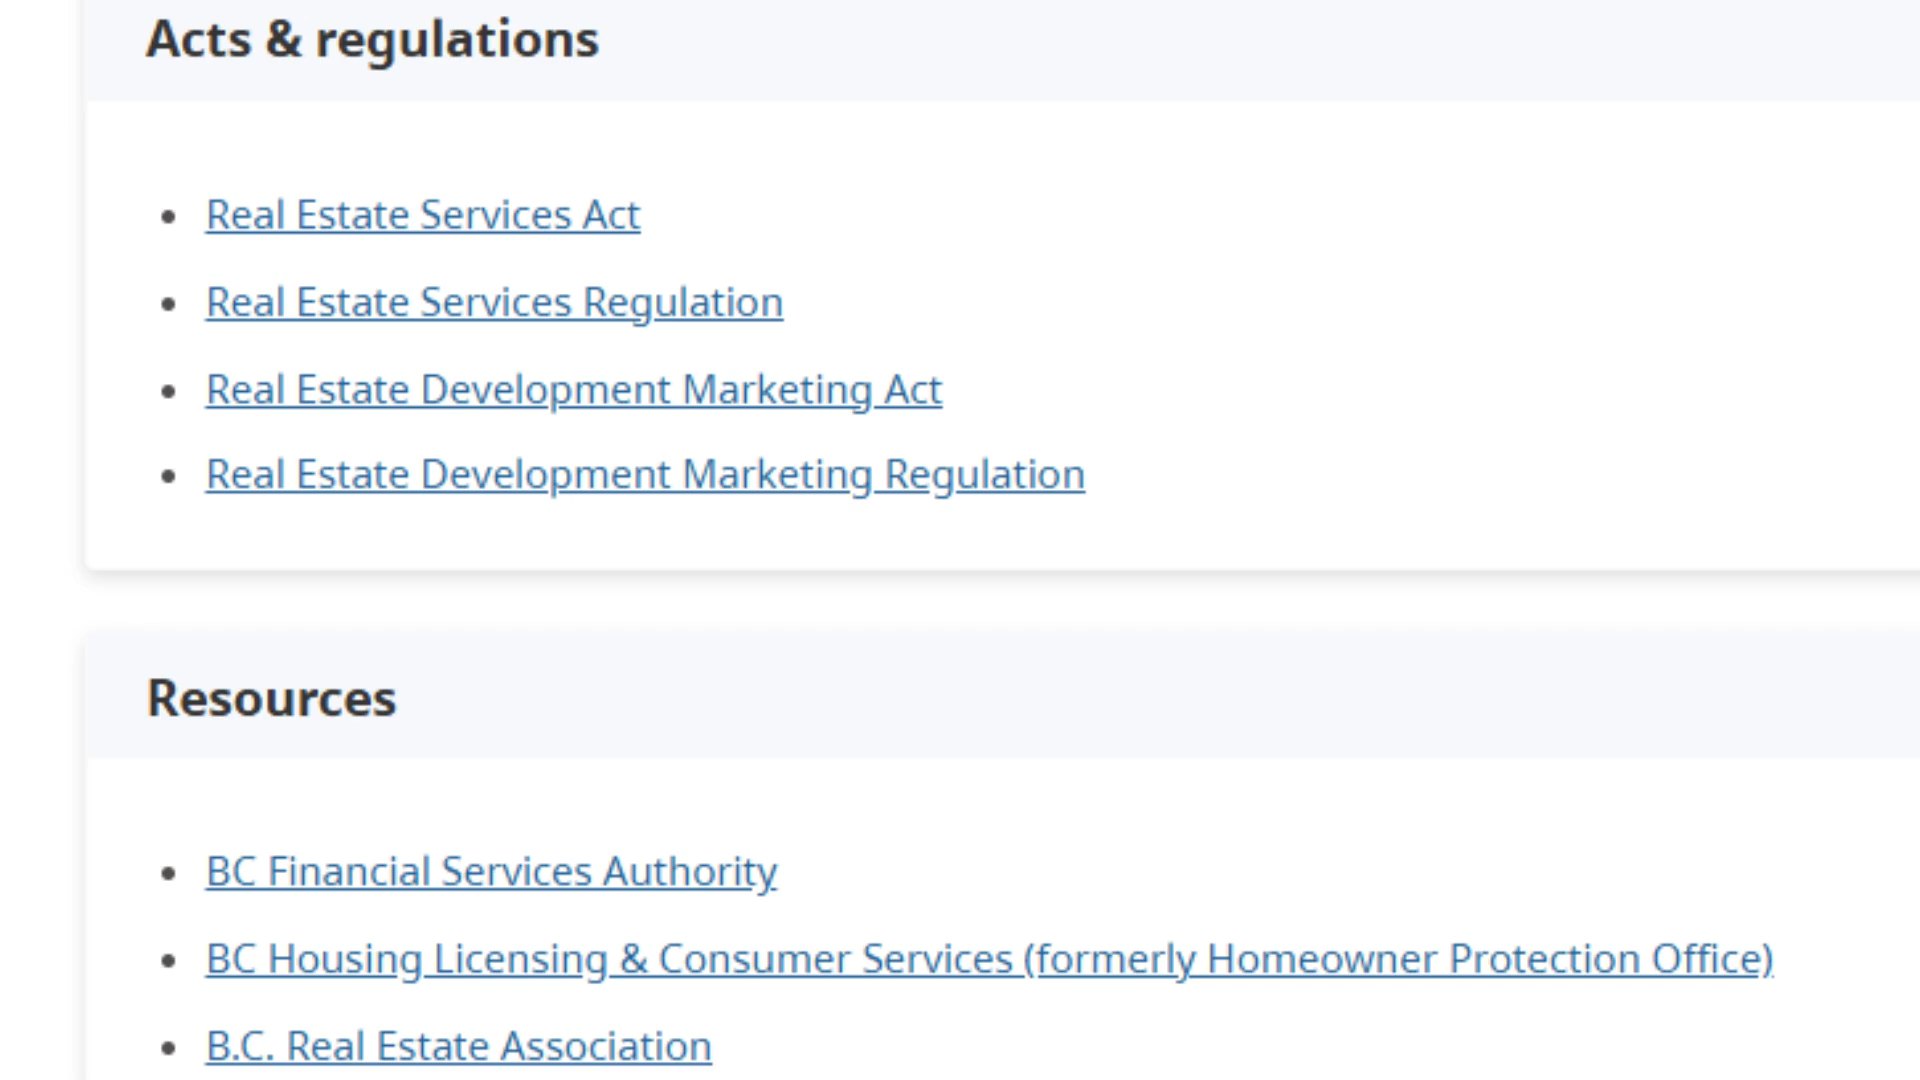 Acts & regulations
Real Estate Services Act
Real Estate Services Regulation
Real Estate Development Marketing Act
Real Estate Development Marketing Regulation
Resources
BC Financial Services Authority
BC Housing Licensing & Consumer Services (formerly Homeowner Protection Office)
B.C. Real Estate Association